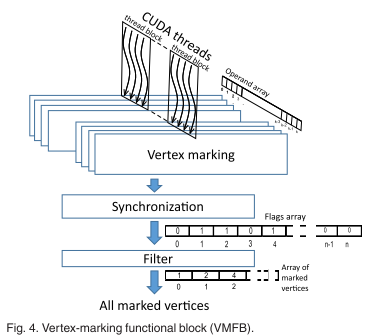 CUDA threads
thread block
thread block
Operand array
Vertex marking
Synchronization
Flags array
0 1 1 0 1 0 0
0 1 2 3 4 n-1 n
Filter
1 2 4
0 1 2
Array of
marked
vertices
All marked vertices
Fig. 4. Vertex-marking functional block (VMFB).